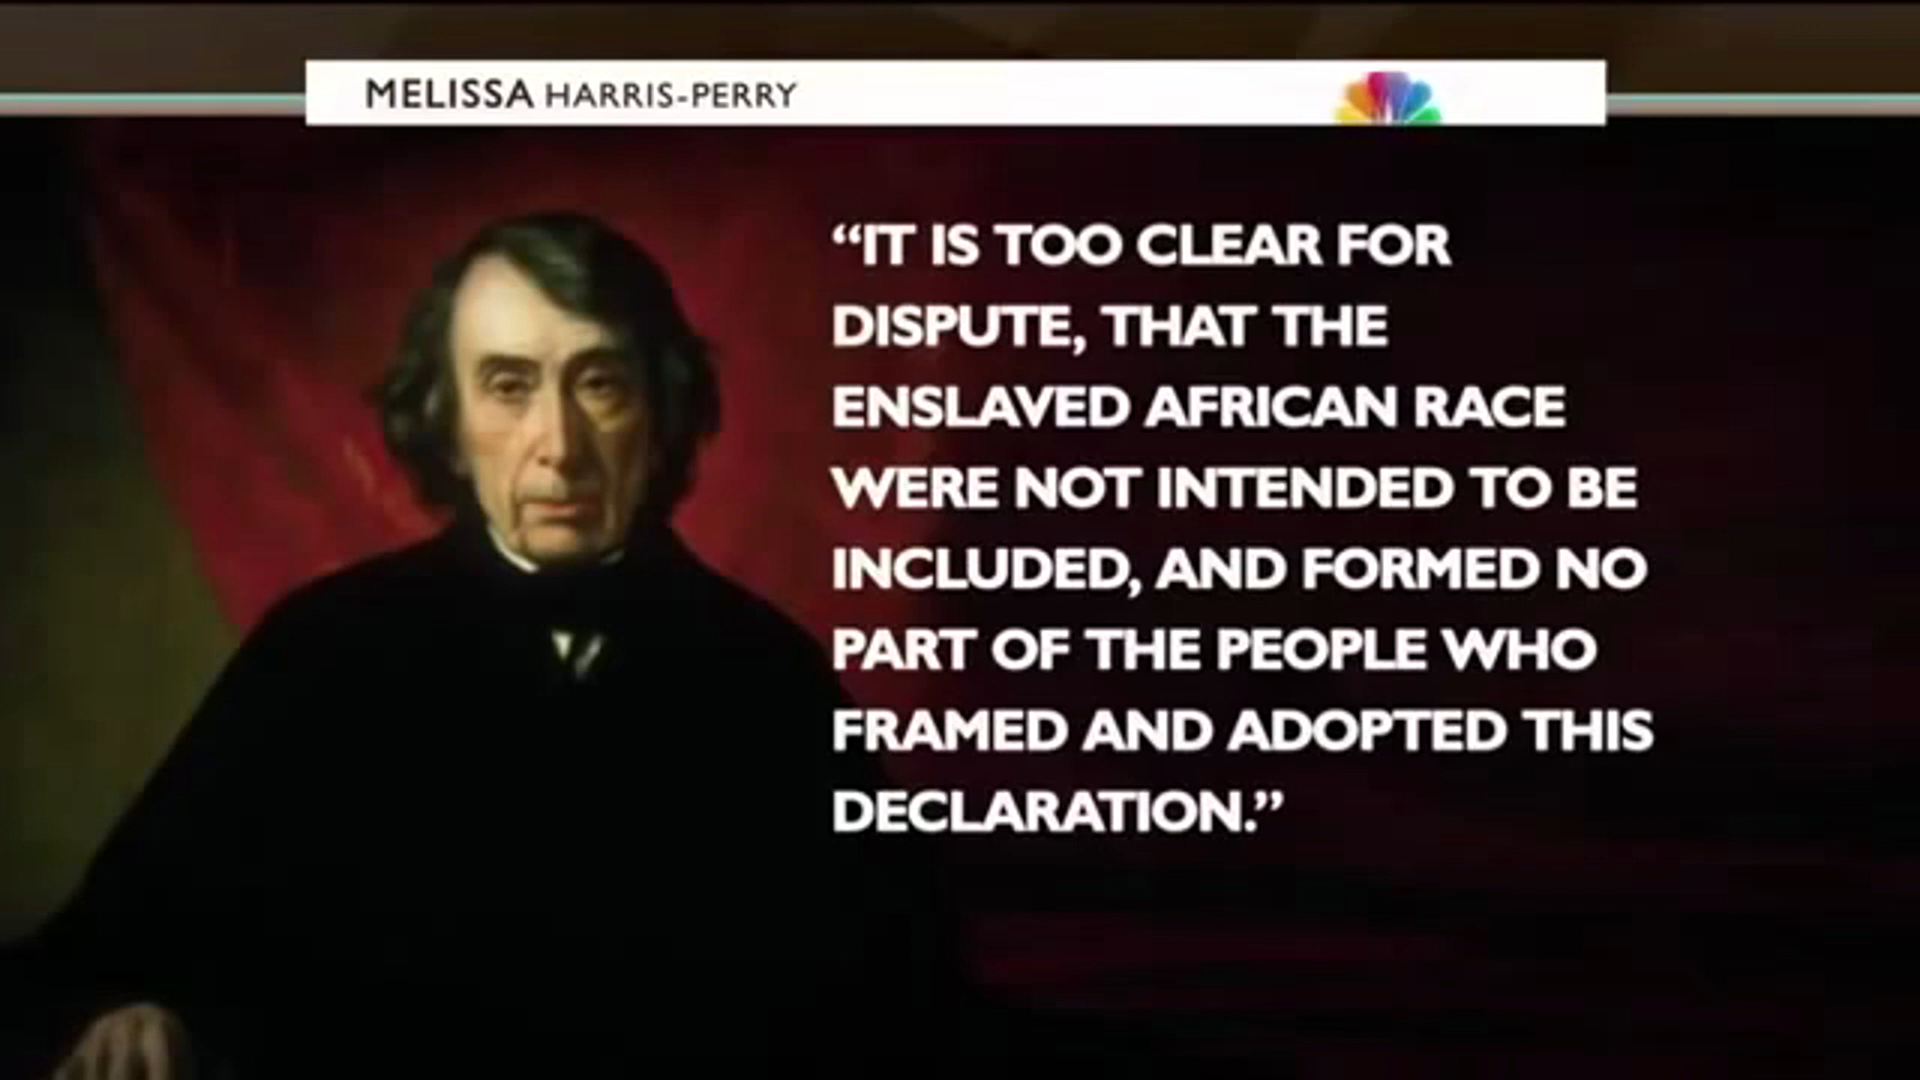 MELISSA HARRIS-PERRY
“IT IS TOO CLEAR FOR
DISPUTE, THAT THE
ENSLAVED AFRICAN RACE
WERE NOT INTENDED TO BE
INCLUDED, AND FORMED NO
PART OF THE PEOPLE WHO
FRAMED AND ADOPTED THIS
DECLARATION.”